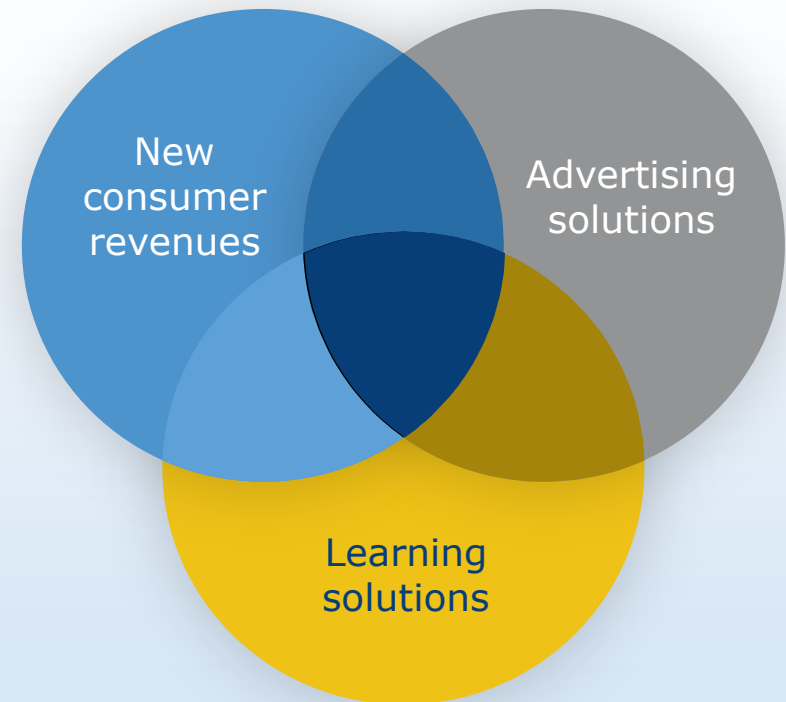 New
consumer
revenues
Advertising
solutions
Learning
solutions